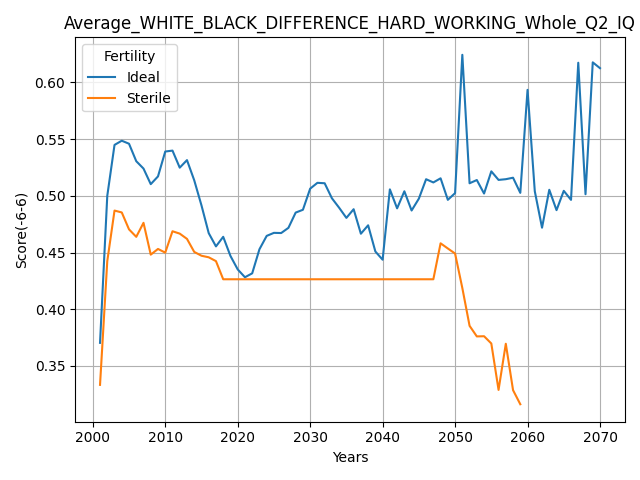 Average_WHITE_BLACK_DIFFERENCE_HARD_WORKING_Whole_Q2_IQ
Fertility
Ideal
Sterile
Score(-6-6)
0.60
0.55
0.50
0.45
0.40
0.35
2000 2010 2020 2030 2040 2050 2060 2070
Years